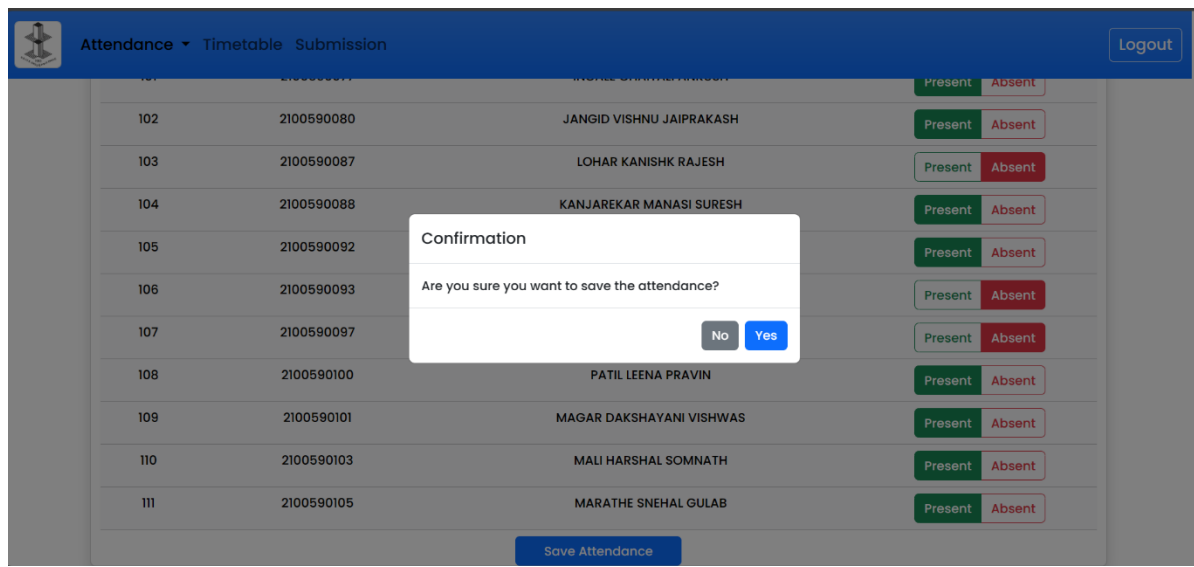 Attendance Timetable Submission Logout
Present Absent
102 2100590080 JANGID VISHNU JAIPRAKASH Present Absent
103 2100590087 LOHAR KANISHK RAJESH Present Absent
104 2100590088 KANJAREKAR MANASI SURESH Present Absent
105 2100590092 Present Absent
106 2100590093 Present Absent
107 2100590097 Present Absent
Confirmation
Are you sure you want to save the attendance?
No Yes
108 2100590100 PATIL LEENA PRAVIN Present Absent
109 2100590101 MAGAR DAKSHAYANI VISHWAS Present Absent
110 2100590103 MALI HARSHAL SOMNATH Present Absent
111 2100590105 MARATHE SNEHAL GULAB Present Absent
Save Attendance